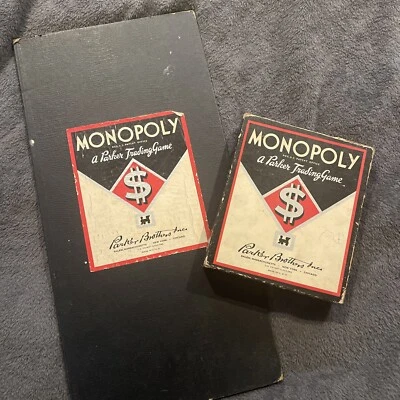 MONOPOLY
A Parker Trading Game
$
Parker Brothers Inc.
MONOPOLY
A Parker Trading Game
$
Parker Brothers Inc.